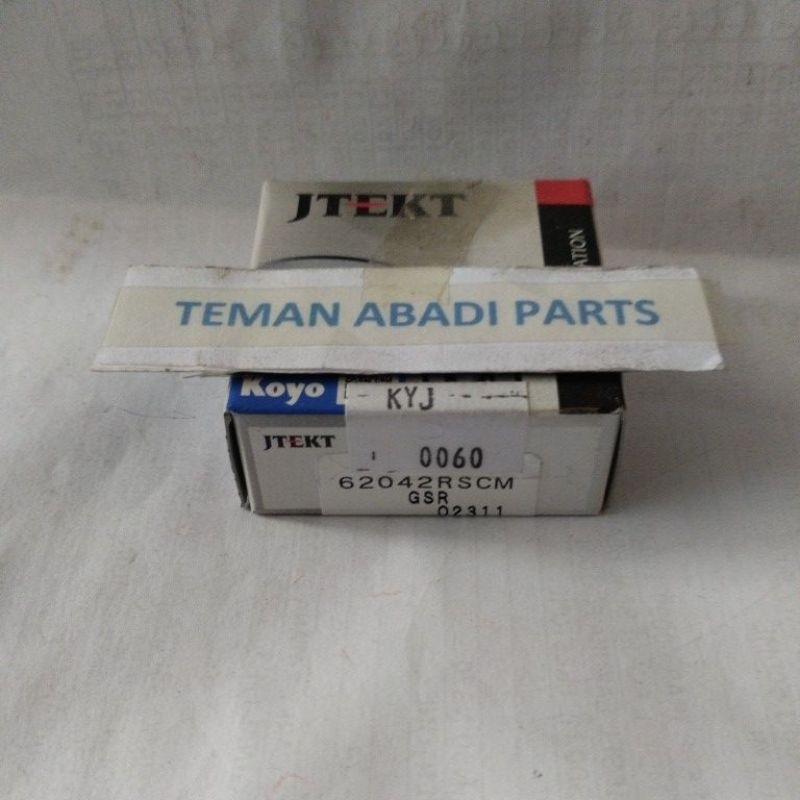 JTEKT
ATION
TEMAN ABADI PARTS
Koyo
KYJ
JTEKT
0060
62042RSCM
GSR
02311